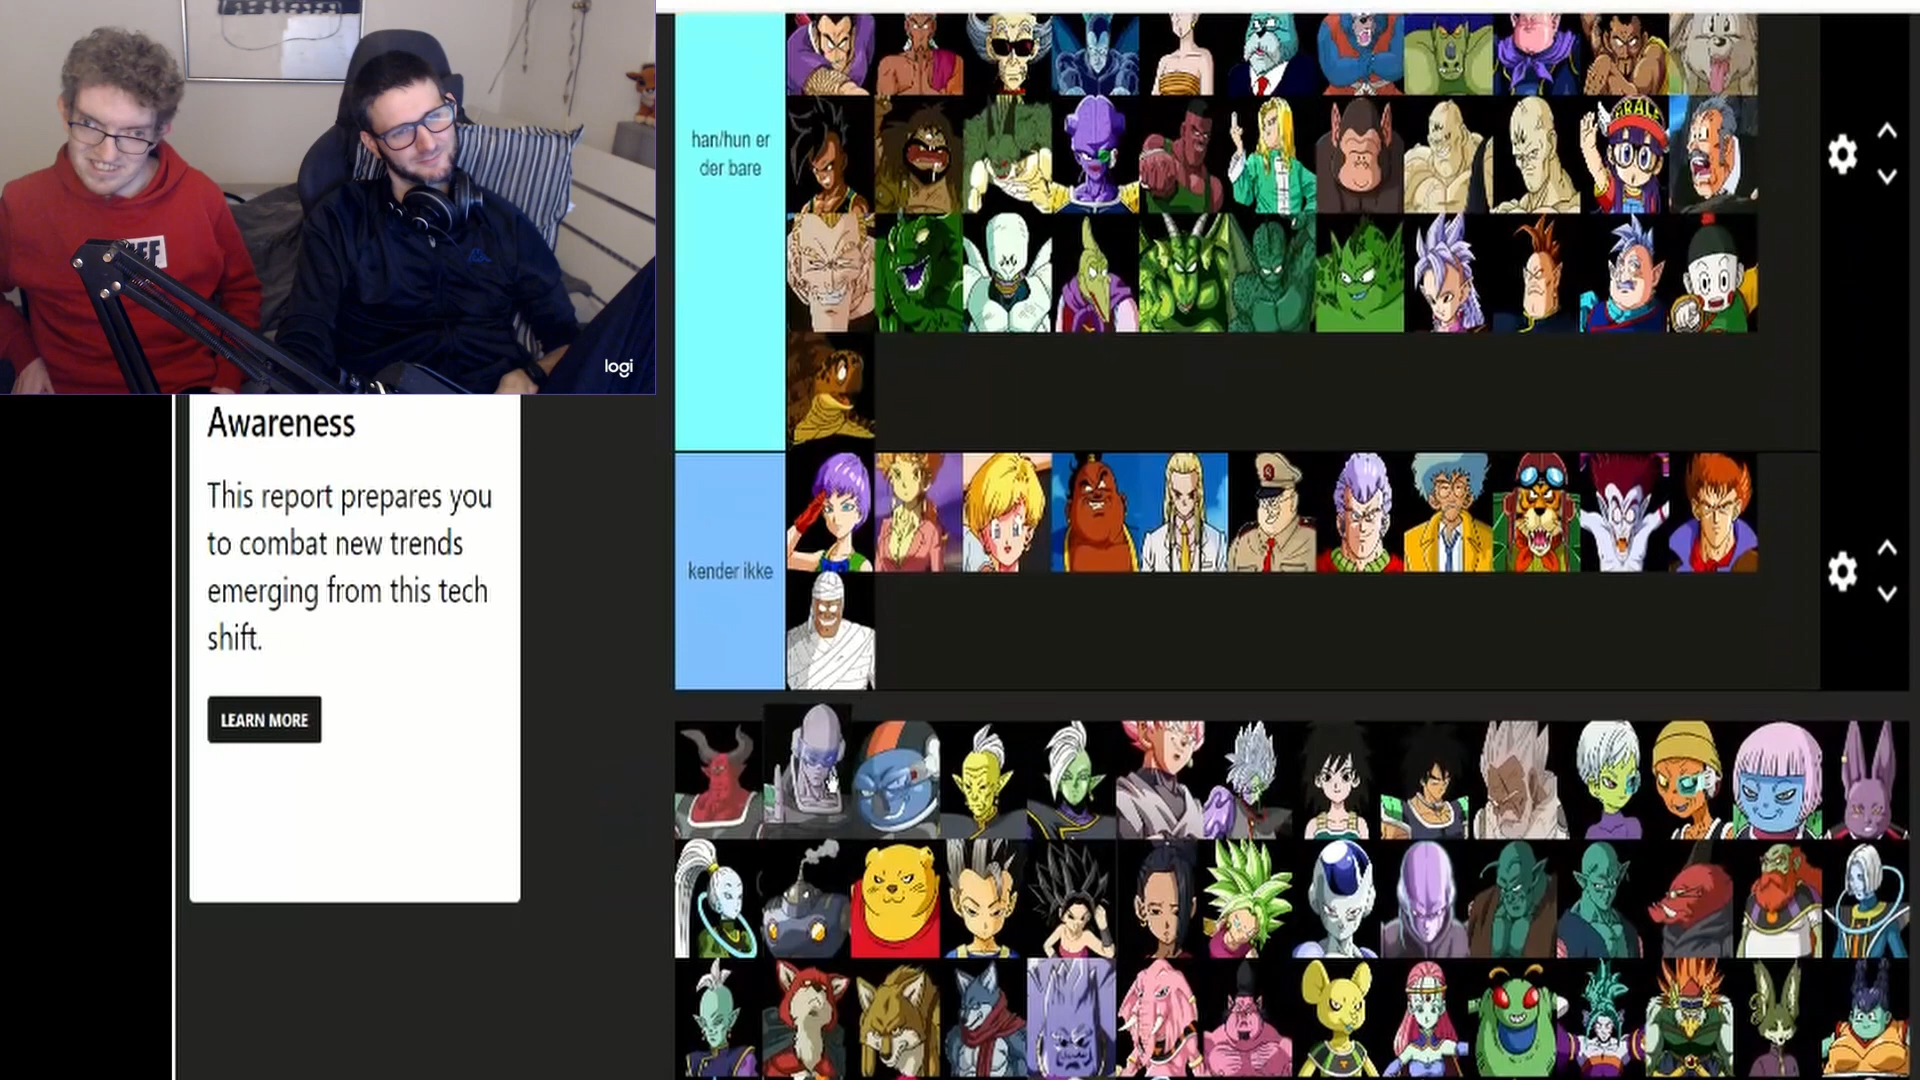 logi
Awareness
This report prepares you
to combat new trends
emerging from this tech
shift.
LEARN MORE
han/hun er
der bare
kender ikke